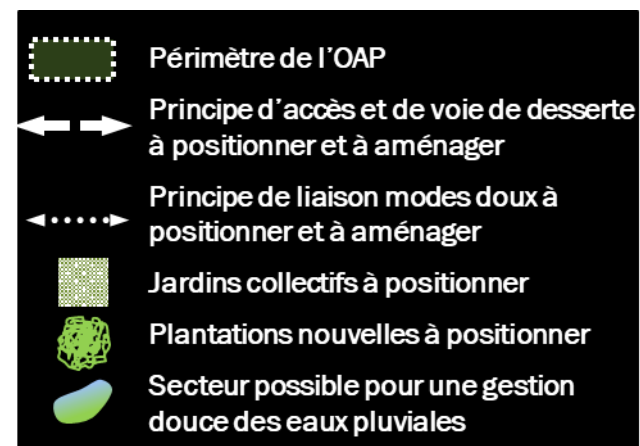 Périmètre de l’OAP
Principe d’accès et de voie de desserte
à positionner et à aménager
Principe de liaison modes doux à
positionner et à aménager
Jardins collectifs à positionner
Plantations nouvelles à positionner
Secteur possible pour une gestion
douce des eaux pluviales